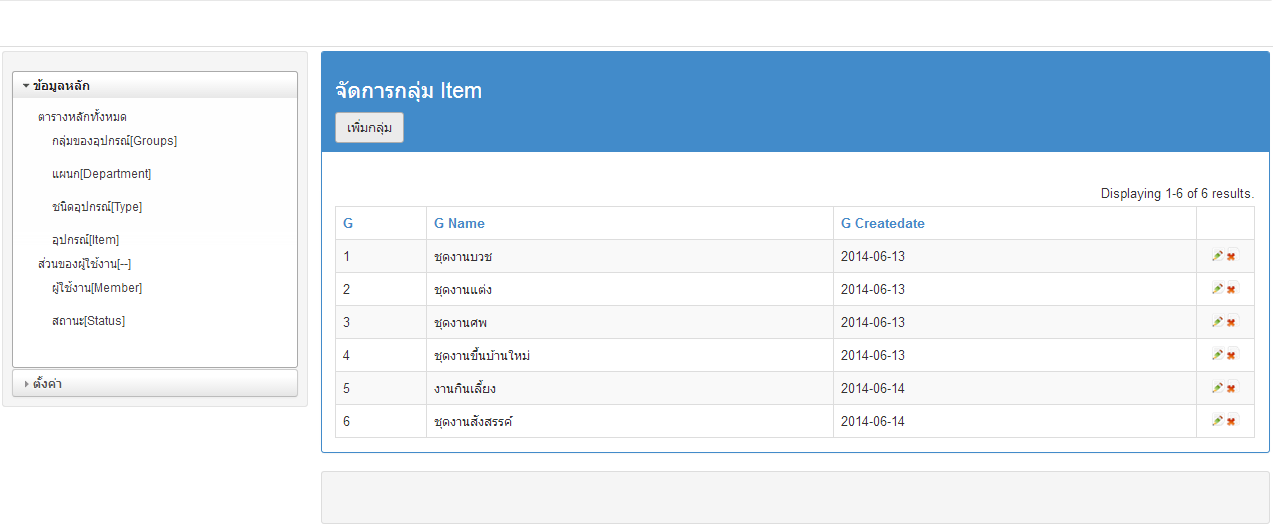 ข้อมูลหลัก
ตารางหลักทั้งหมด
กลุ่มของอุปกรณ์[Groups]
แผนก[Department]
ชนิดอุปกรณ์[Type]
อุปกรณ์[Item]
ส่วนของผู้ใช้งาน[--]
ผู้ใช้งาน[Member]
สถานะ[Status]
ตั้งค่า
จัดการกลุ่ม Item
เพิ่มกลุ่ม
Displaying 1-6 of 6 results.
G G Name G Createdate
1 ชุดงานบวช 2014-06-13
2 ชุดงานแต่ง 2014-06-13
3 ชุดงานศพ 2014-06-13
4 ชุดงานขึ้นบ้านใหม่ 2014-06-13
5 งานกินเลี้ยง 2014-06-14
6 ชุดงานสังสรรค์ 2014-06-14